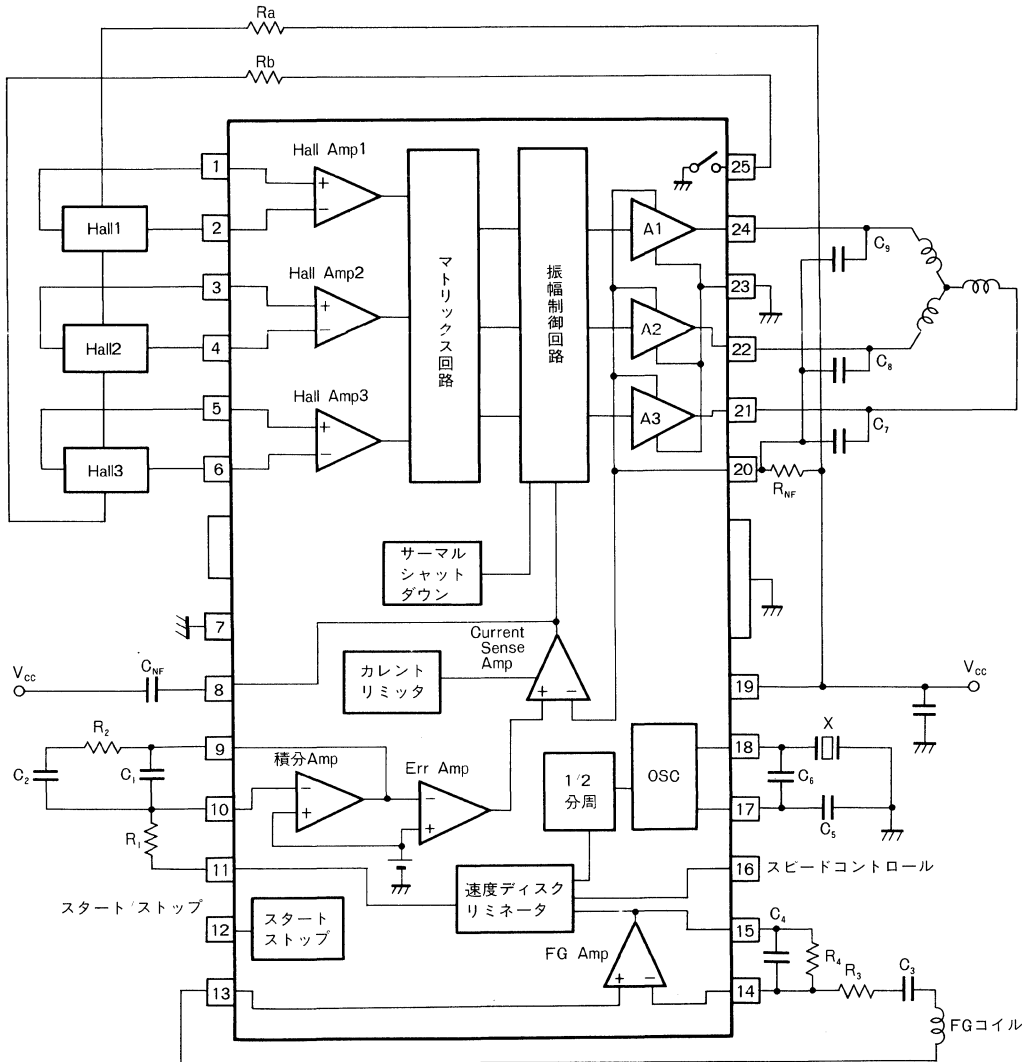 Ra
Rb
Hall Amp1
Hall Amp2
Hall Amp3
Hall1
Hall2
Hall3
1
2
3
4
5
6
7
8
9
10
11
12
13
マトリックス回路
振幅制御回路
A1
A2
A3
25
24
23
22
21
20
19
18
17
16
15
14
C₉
C₈
C₇
R_NF
サーマル
シャット
ダウン
Current
Sense
Amp
カレント
リミッタ
V_CC
C_NF
V_CC
R₂
C₂
C₁
R₁
積分Amp
Err Amp
1/2
分周
OSC
X
C₆
C₅
スピードコントロール
速度ディスク
リミネータ
スタート/ストップ
スタート
ストップ
FG Amp
C₄
R₄
R₃
C₃
FGコイル
+
−
+
−
+
−
+
−
−
+
−
+
+
−